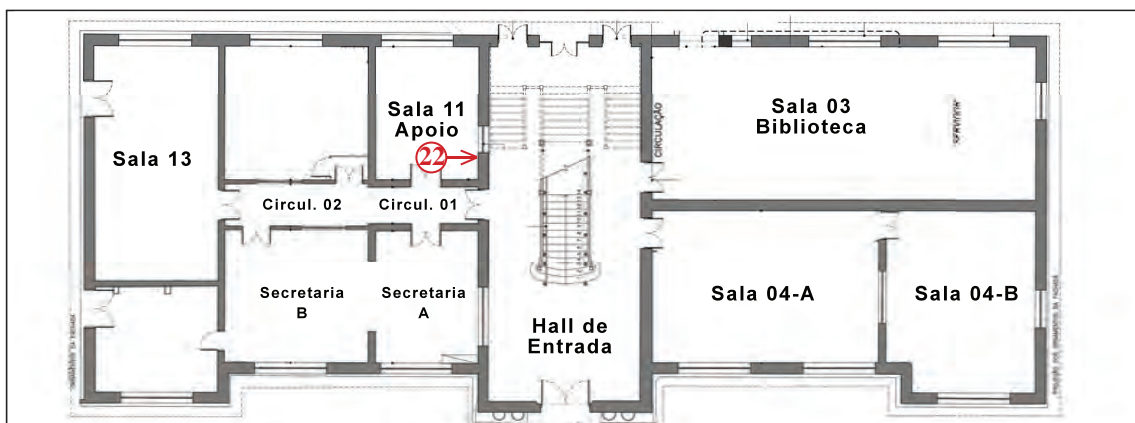 Sala 13
Sala 11
Apoio
22
Circul. 02
Circul. 01
Secretaria
B
Secretaria
A
Hall de
Entrada
CIRCULAÇÃO
Sala 03
Biblioteca
SERVIDOR
Sala 04-A
Sala 04-B